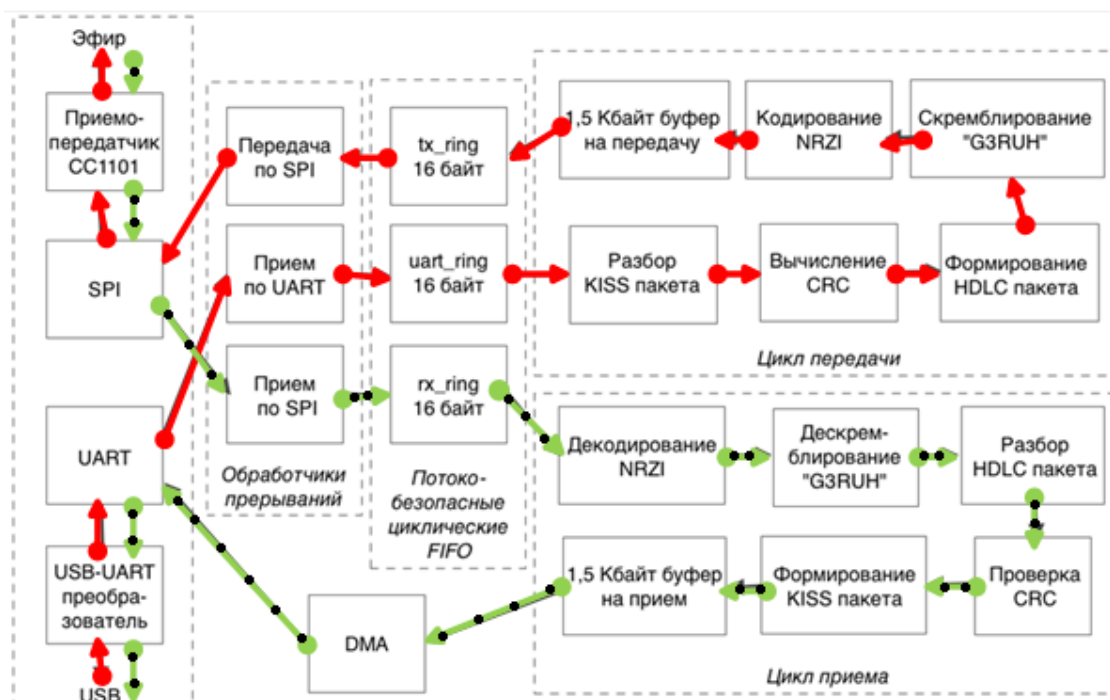 Эфир
Приемо-
передатчик
CC1101
SPI
UART
USB-UART
преобра-
зователь
USB
Передача
по SPI
Прием
по UART
Прием
по SPI
Обработчики
прерываний
tx_ring
16 байт
uart_ring
16 байт
rx_ring
16 байт
Потоко-
безопасные
циклические
FIFO
DMA
1,5 Кбайт буфер
на передачу
Кодирование
NRZI
Скремблирование
"G3RUH"
Разбор
KISS пакета
Вычисление
CRC
Формирование
HDLC пакета
Цикл передачи
Декодирование
NRZI
Дескрем-
блирование
"G3RUH"
Разбор
HDLC пакета
1,5 Кбайт буфер
на прием
Формирование
KISS пакета
Проверка
CRC
Цикл приема